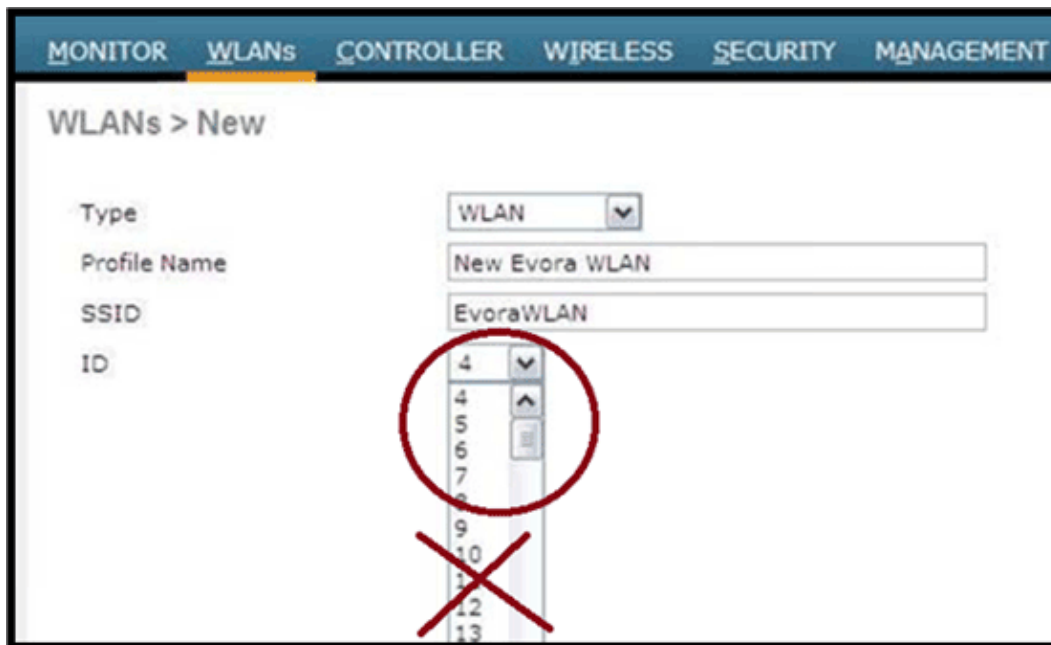 MONITOR WLANs CONTROLLER WIRELESS SECURITY MANAGEMENT
WLANs > New
Type WLAN
Profile Name New Evora WLAN
SSID EvoraWLAN
ID 4
4
5
6
7
8
9
10
12
13